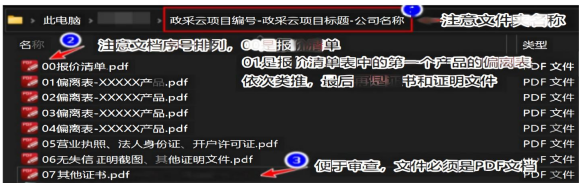 此电脑 政采云项目编号-政采云项目标题-公司名称 注意文件 名称
名称 类型
注意文档序号排列，00是报 清单
00报价清单.pdf PDF 文件
01是报价清单表中的第一个产品的偏离表
01偏离表-XXXXX产品.pdf PDF 文件
依次类推，最后 书和证明文件
02偏离表-XXXXX产品.pdf PDF 文件
03偏离表-XXXXX产品.pdf PDF 文件
04偏离表-XXXXX产品.pdf PDF 文件
05营业执照、法人身份证、开户许可证.pdf PDF 文件
06无失信证明截图、其他证明文件.pdf PDF 文件
便于审查，文件必须是PDF文档
07其他证书.pdf PDF 文件